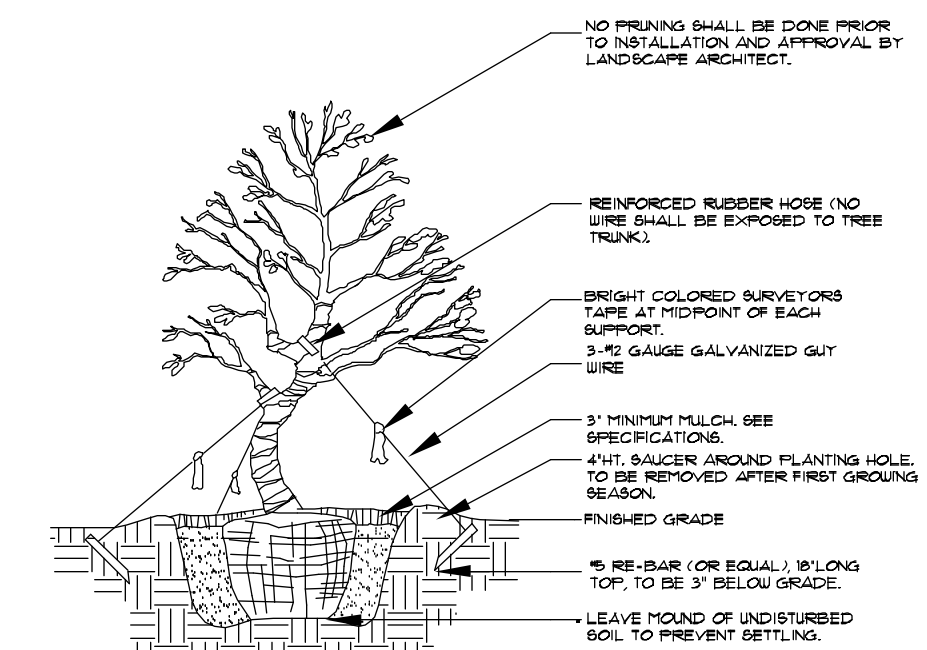 NO PRUNING SHALL BE DONE PRIOR
TO INSTALLATION AND APPROVAL BY
LANDSCAPE ARCHITECT.
REINFORCED RUBBER HOSE (NO
WIRE SHALL BE EXPOSED TO TREE
TRUNK).
BRIGHT COLORED SURVEYORS
TAPE AT MIDPOINT OF EACH
SUPPORT.
3-#12 GAUGE GALVANIZED GUY
WIRE
3" MINIMUM MULCH. SEE
SPECIFICATIONS.
4"HT. SAUCER AROUND PLANTING HOLE.
TO BE REMOVED AFTER FIRST GROWING
SEASON.
FINISHED GRADE
#5 RE-BAR (OR EQUAL), 18"LONG
TOP, TO BE 3" BELOW GRADE.
LEAVE MOUND OF UNDISTURBED
SOIL TO PREVENT SETTLING.